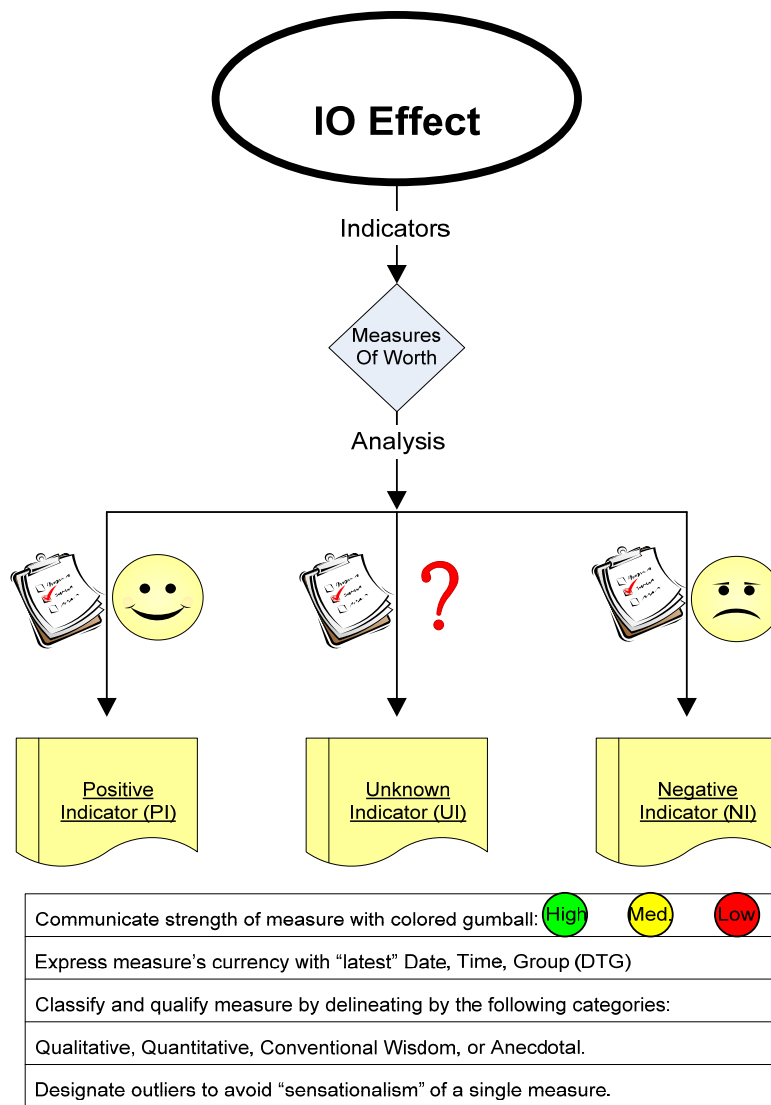 IO Effect
Indicators
Measures
Of Worth
Analysis
?
Positive
Indicator (PI)
Unknown
Indicator (UI)
Negative
Indicator (NI)
Communicate strength of measure with colored gumball: High Med. Low
Express measure's currency with “latest” Date, Time, Group (DTG)
Classify and qualify measure by delineating by the following categories:
Qualitative, Quantitative, Conventional Wisdom, or Anecdotal.
Designate outliers to avoid “sensationalism” of a single measure.